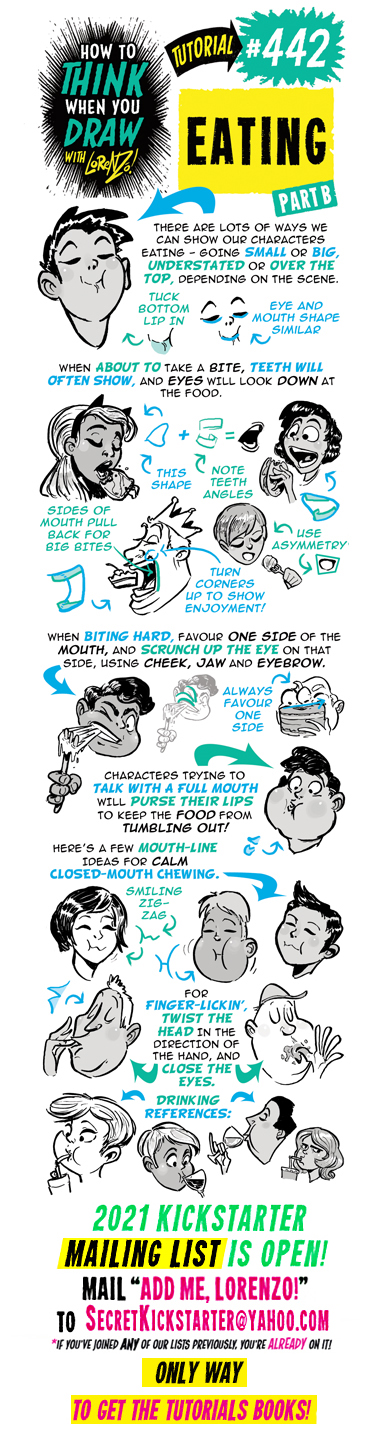 HOW TO
THINK
WHEN YOU
DRAW
WITH LORENZO!
TUTORIAL
#442
EATING
PART B
THERE ARE LOTS OF WAYS WE
CAN SHOW OUR CHARACTERS
EATING - GOING SMALL OR BIG,
UNDERSTATED OR OVER THE
TOP, DEPENDING ON THE SCENE.
TUCK
BOTTOM
LIP IN
EYE AND
MOUTH SHAPE
SIMILAR
WHEN ABOUT TO TAKE A BITE, TEETH WILL
OFTEN SHOW, AND EYES WILL LOOK DOWN AT
THE FOOD.
+
=
THIS
SHAPE
NOTE
TEETH
ANGLES
SIDES OF
MOUTH PULL
BACK FOR
BIG BITES
USE
ASYMMETRY
TURN
CORNERS
UP TO SHOW
ENJOYMENT!
WHEN BITING HARD, FAVOUR ONE SIDE OF THE
MOUTH, AND SCRUNCH UP THE EYE ON THAT
SIDE, USING CHEEK, JAW AND EYEBROW.
ALWAYS
FAVOUR
ONE
SIDE
CHARACTERS TRYING TO
TALK WITH A FULL MOUTH
WILL PURSE THEIR LIPS
TO KEEP THE FOOD FROM
TUMBLING OUT!
HERE'S A FEW MOUTH-LINE
IDEAS FOR CALM
CLOSED-MOUTH CHEWING.
SMILING
ZIG-
ZAG
FOR
FINGER-LICKIN',
TWIST THE
HEAD IN THE
DIRECTION OF
THE HAND, AND
CLOSE THE
EYES.
DRINKING
REFERENCES:
2021 KICKSTARTER
MAILING LIST IS OPEN!
MAIL "ADD ME, LORENZO!"
TO SECRETKICKSTARTER@YAHOO.COM
*IF YOU'VE JOINED ANY OF OUR LISTS PREVIOUSLY, YOU'RE ALREADY ON IT!
ONLY WAY
TO GET THE TUTORIALS BOOKS!